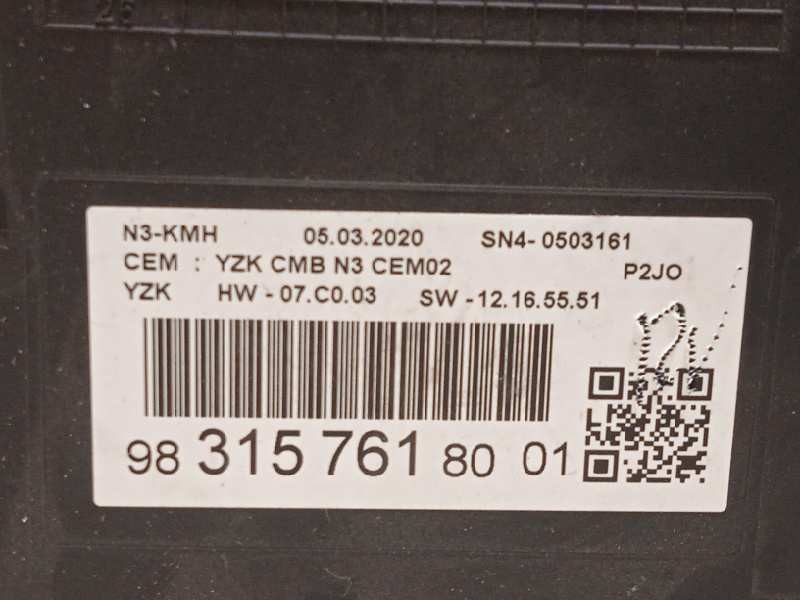 26
N3-KMH 05.03.2020 SN4- 0503161
CEM : YZK CMB N3 CEM02 P2JO
YZK HW - 07.C0.03 SW -12.16.55.51
98 315 761 80 01